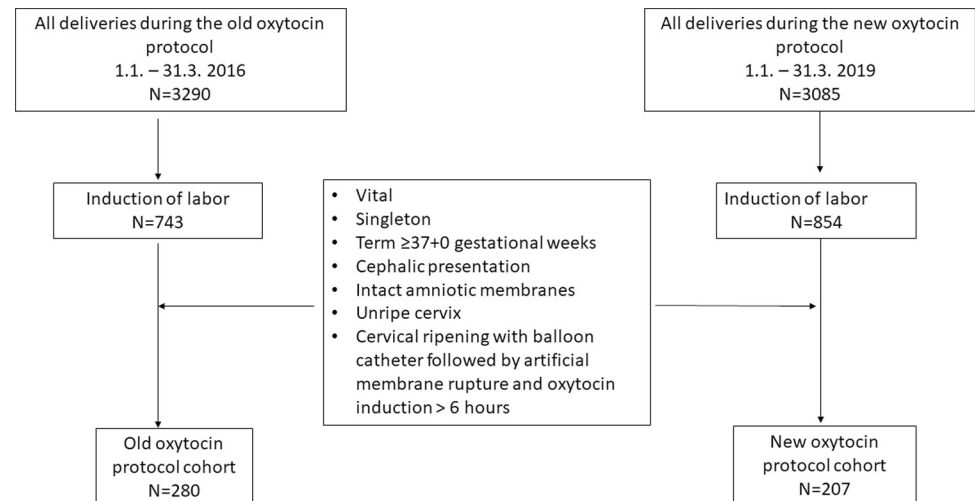 All deliveries during the old oxytocin
protocol
1.1. – 31.3. 2016
N=3290
All deliveries during the new oxytocin
protocol
1.1. – 31.3. 2019
N=3085
Induction of labor
N=743
Induction of labor
N=854
• Vital
• Singleton
• Term ≥37+0 gestational weeks
• Cephalic presentation
• Intact amniotic membranes
• Unripe cervix
• Cervical ripening with balloon
catheter followed by artificial
membrane rupture and oxytocin
induction > 6 hours
Old oxytocin
protocol cohort
N=280
New oxytocin
protocol cohort
N=207